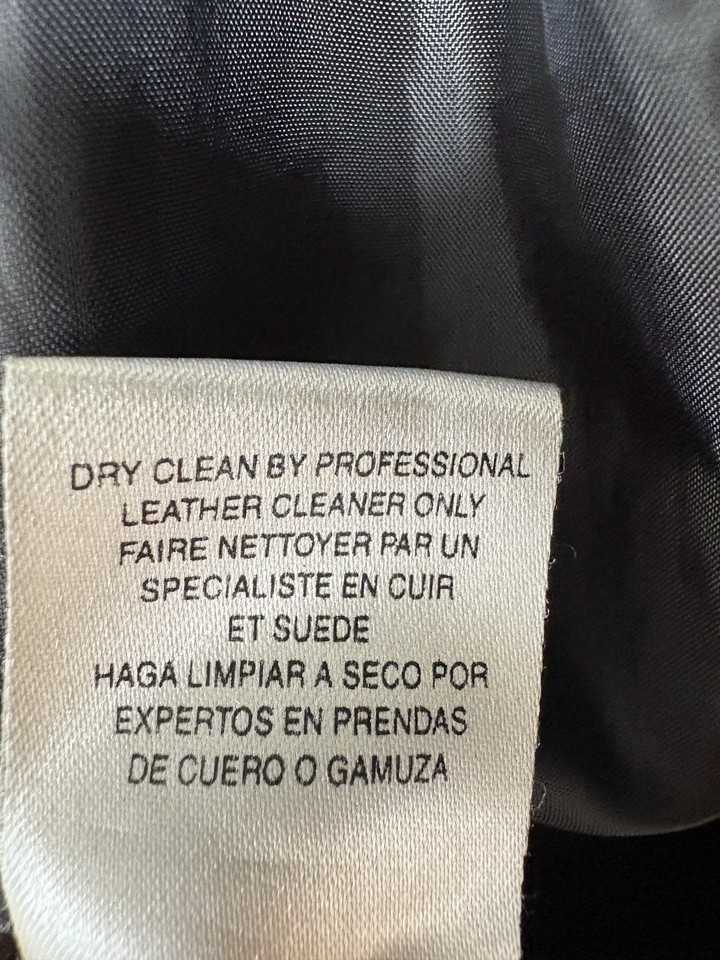 DRY CLEAN BY PROFESSIONAL
LEATHER CLEANER ONLY
FAIRE NETTOYER PAR UN
SPECIALISTE EN CUIR
ET SUEDE
HAGA LIMPIAR A SECO POR
EXPERTOS EN PRENDAS
DE CUERO O GAMUZA